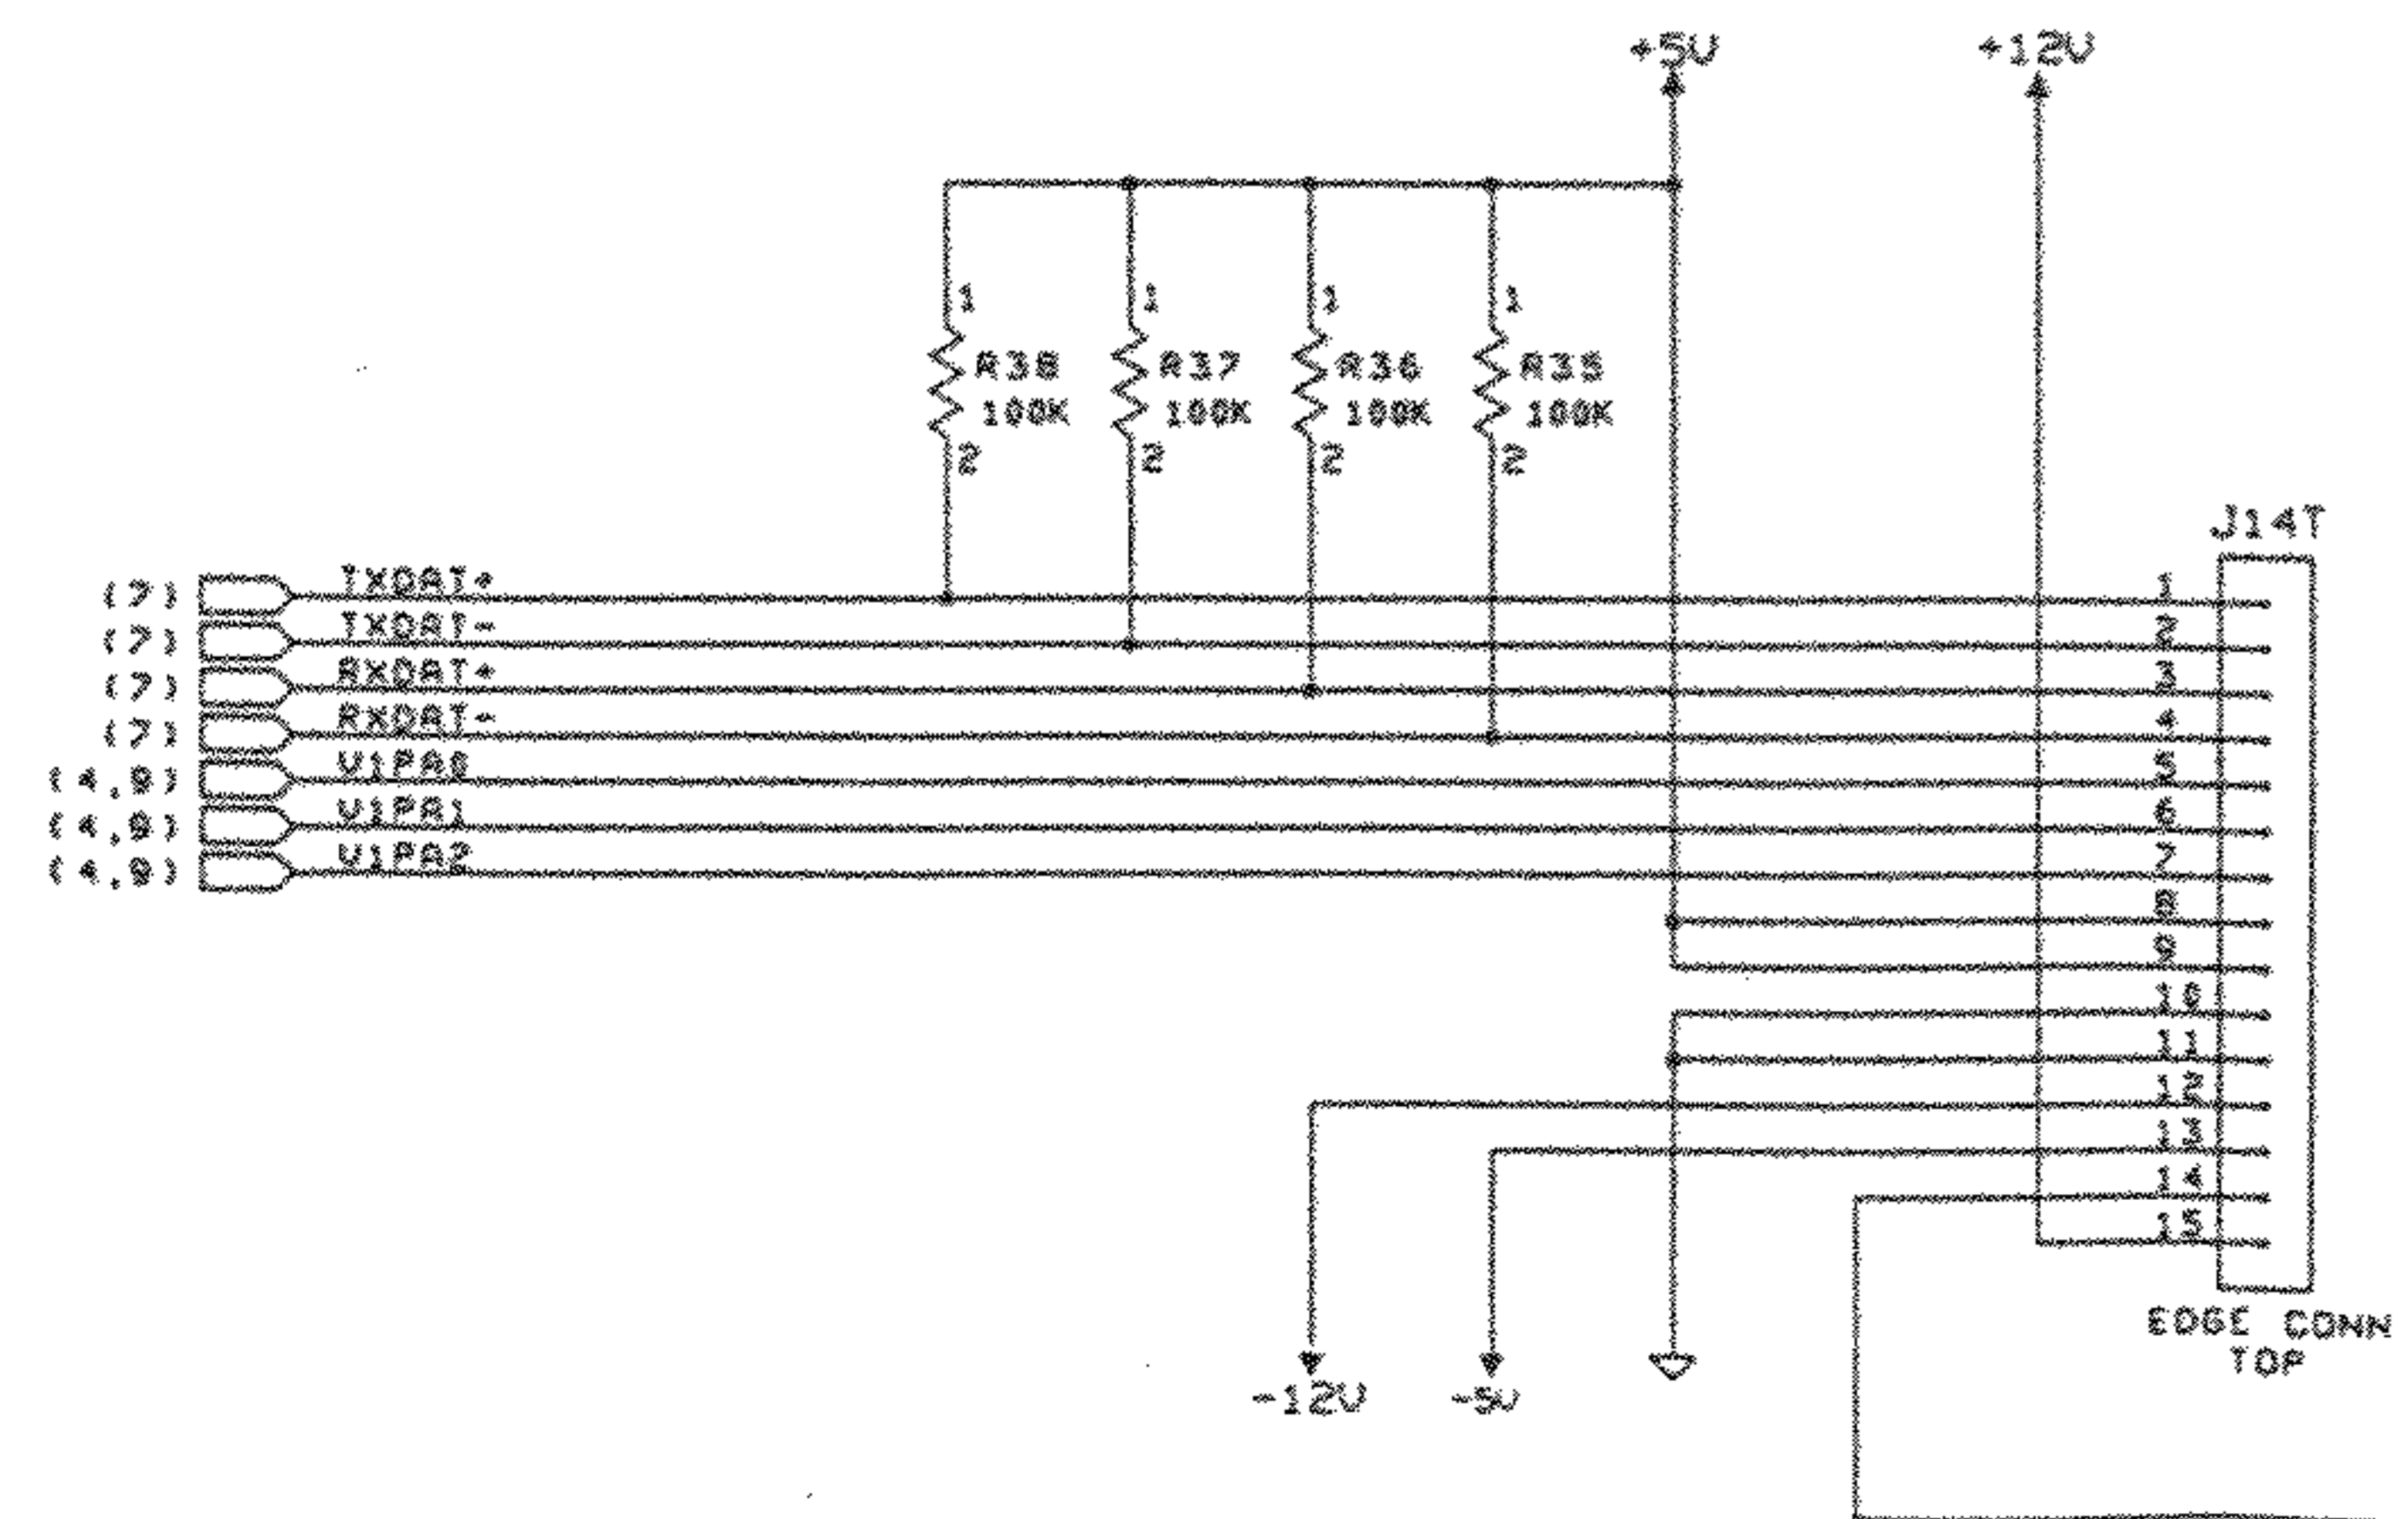 +5V +12V
1 1 1 1
R38 R37 R36 R35
100K 100K 100K 100K
2 2 2 2
J14T
(7) TXDAT+ 1
(7) TXDAT- 2
(7) RXDAT+ 3
(7) RXDAT- 4
(4,9) V1PA0 5
(4,9) V1PA1 6
(4,9) V1PA2 7
8
9
10
11
12
13
14
15
EDGE CONN
TOP
-12V -5V